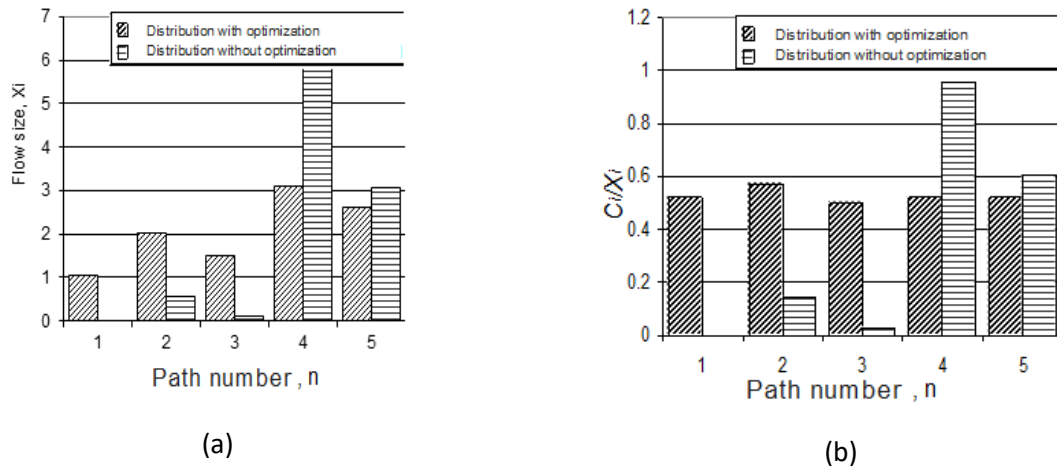 7
6
5
4
3
2
1
0
Flow size, Xi
Distribution with optimization
Distribution without optimization
1 2 3 4 5
Path number , n
(a)
1.2
1
0.8
0.6
0.4
0.2
0
Ci/Xi
Distribution with optimization
Distribution without optimization
1 2 3 4 5
Path number , n
(b)